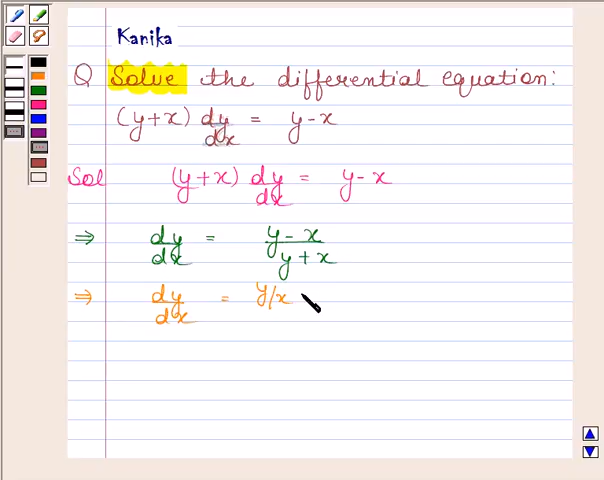 Kanika
Q Solve the differential equation:
(y+x) dy/dx = y-x
Sol (y+x) dy/dx = y-x
⇒ dy/dx = y-x/y+x
⇒ dy/dx = y/x